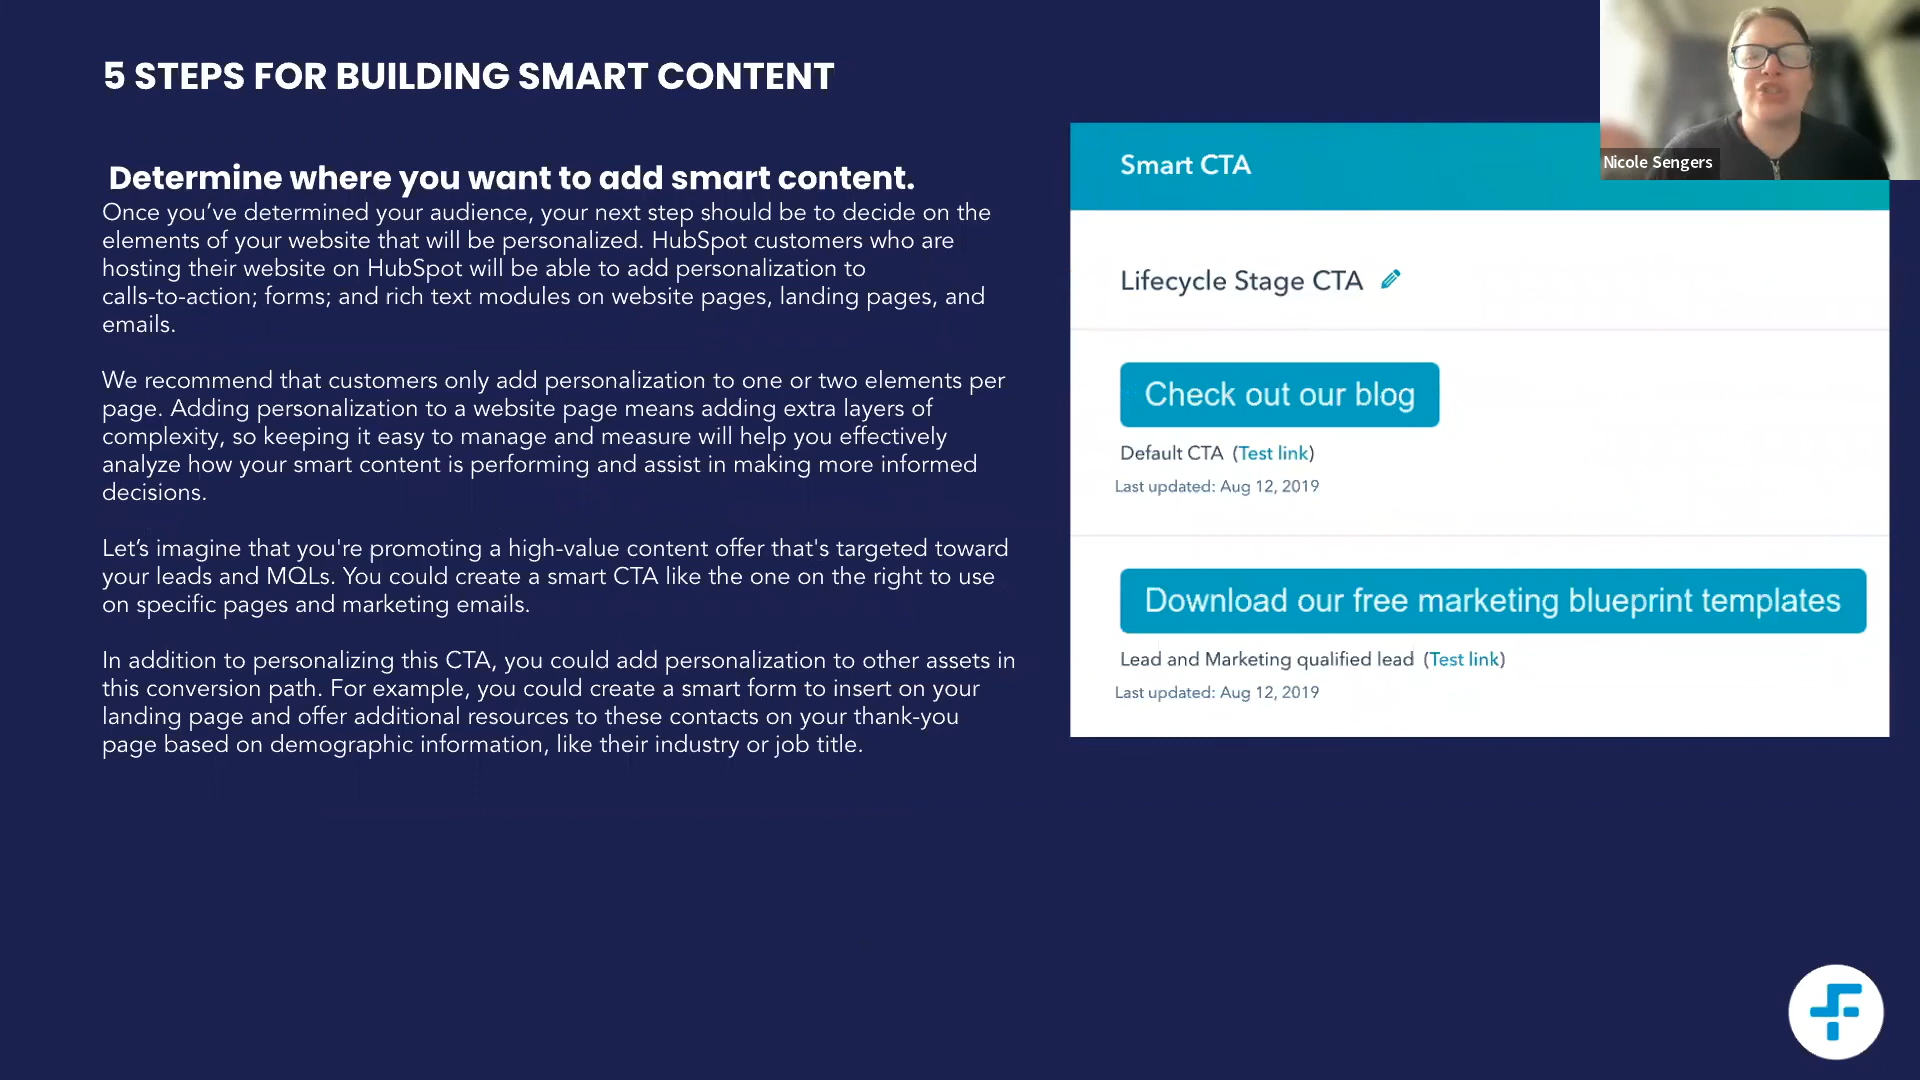 5 STEPS FOR BUILDING SMART CONTENT
Determine where you want to add smart content.
Once you’ve determined your audience, your next step should be to decide on the
elements of your website that will be personalized. HubSpot customers who are
hosting their website on HubSpot will be able to add personalization to
calls-to-action; forms; and rich text modules on website pages, landing pages, and
emails.
We recommend that customers only add personalization to one or two elements per
page. Adding personalization to a website page means adding extra layers of
complexity, so keeping it easy to manage and measure will help you effectively
analyze how your smart content is performing and assist in making more informed
decisions.
Let’s imagine that you're promoting a high-value content offer that's targeted toward
your leads and MQLs. You could create a smart CTA like the one on the right to use
on specific pages and marketing emails.
In addition to personalizing this CTA, you could add personalization to other assets in
this conversion path. For example, you could create a smart form to insert on your
landing page and offer additional resources to these contacts on your thank-you
page based on demographic information, like their industry or job title.
Smart CTA
Lifecycle Stage CTA
Check out our blog
Default CTA (Test link)
Last updated: Aug 12, 2019
Download our free marketing blueprint templates
Lead and Marketing qualified lead (Test link)
Last updated: Aug 12, 2019
Nicole Sengers